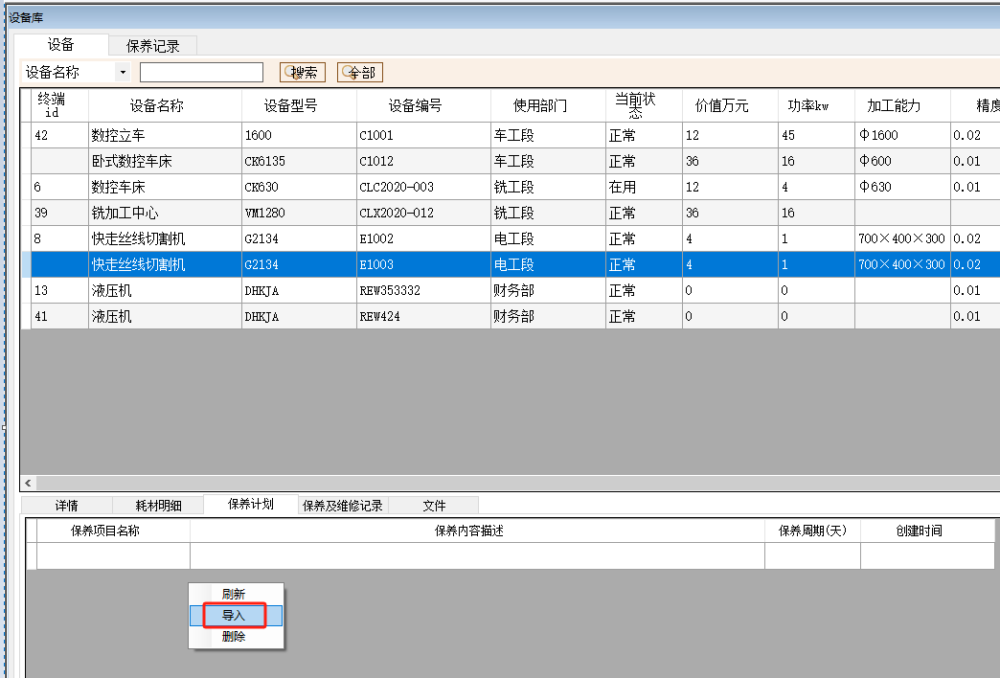 设备库
设备 保养记录
设备名称 搜索 全部
终端id 设备名称 设备型号 设备编号 使用部门 当前状态 价值万元 功率kw 加工能力 精度
42 数控立车 1600 C1001 车工段 正常 12 45 Φ1600 0.02
卧式数控车床 CK6135 C1012 车工段 正常 36 16 Φ600 0.01
6 数控车床 CK630 CLC2020-003 铣工段 在用 12 4 Φ630 0.01
39 铣加工中心 VM1280 CLX2020-012 铣工段 正常 36 16
8 快走丝线切割机 G2134 E1002 电工段 正常 4 1 700×400×300 0.02
快走丝线切割机 G2134 E1003 电工段 正常 4 1 700×400×300 0.02
13 液压机 DHKJA REW353332 财务部 正常 0 0 0.01
41 液压机 DHKJA REW424 财务部 正常 0 0 0.01
详情 耗材明细 保养计划 保养及维修记录 文件
保养项目名称 保养内容描述 保养周期(天) 创建时间
刷新
导入
删除